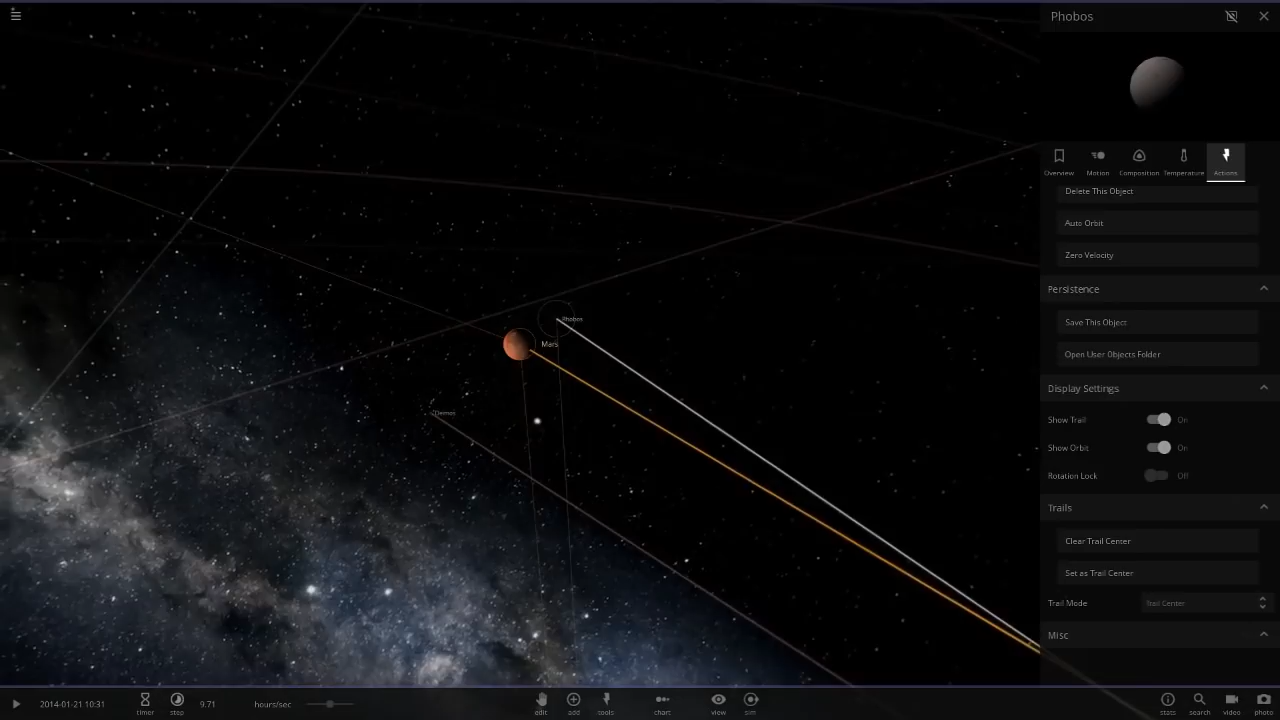 Phobos
Overview
Motion
Composition
Temperature
Actions
Delete This Object
Auto Orbit
Zero Velocity
Persistence
Save This Object
Open User Objects Folder
Display Settings
Show Trail On
Show Orbit On
Rotation Lock Off
Trails
Clear Trail Center
Set as Trail Center
Trail Mode Trail Center
Misc
Phobos
Mars
Deimos
2014-01-21 10:31
timer
step
9.71
hours/sec
edit
add
tools
chart
view
sim
stats
search
video
photo